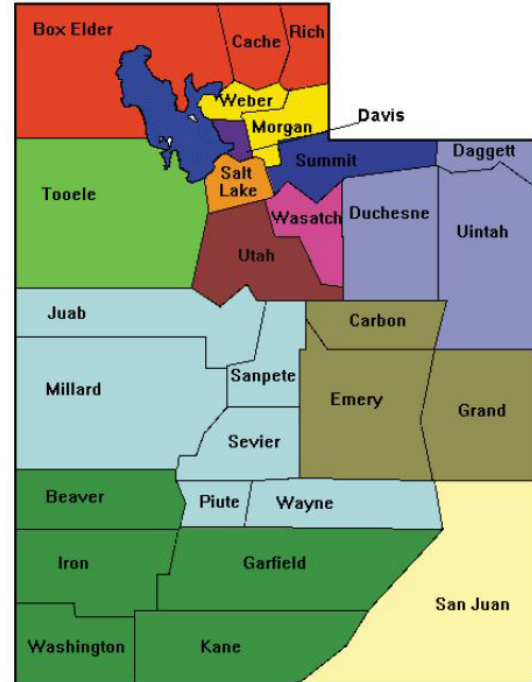 Box Elder
Cache
Rich
Weber
Morgan
Davis
Summit
Daggett
Tooele
Salt
Lake
Wasatch
Duchesne
Uintah
Utah
Juab
Carbon
Sanpete
Millard
Emery
Grand
Sevier
Beaver
Piute
Wayne
Iron
Garfield
San Juan
Washington
Kane